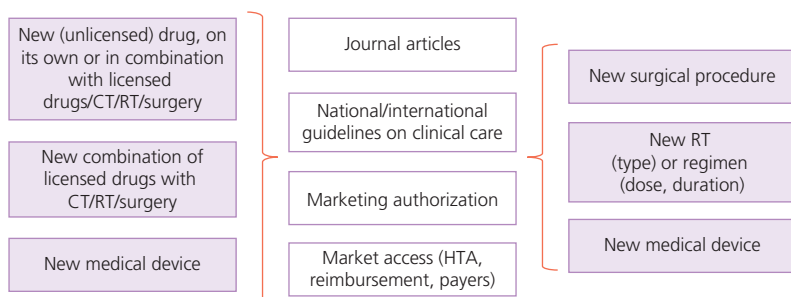 New (unlicensed) drug, on
its own or in combination
with licensed
drugs/CT/RT/surgery
New combination of
licensed drugs with
CT/RT/surgery
New medical device
Journal articles
National/international
guidelines on clinical care
Marketing authorization
Market access (HTA,
reimbursement, payers)
New surgical procedure
New RT
(type) or regimen
(dose, duration)
New medical device